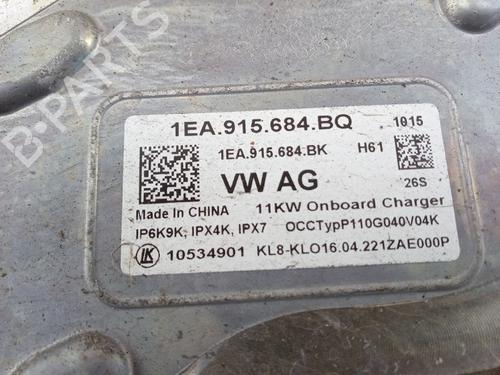 B-PARTS
1EA.915.684.BQ 1015
1EA.915.684.BK H61
VW AG 26S
Made In CHINA 11KW Onboard Charger
IP6K9K, IPX4K, IPX7 OCCTypP110G040V04K
LK 10534901 KL8-KLO16.04.221ZAE000P